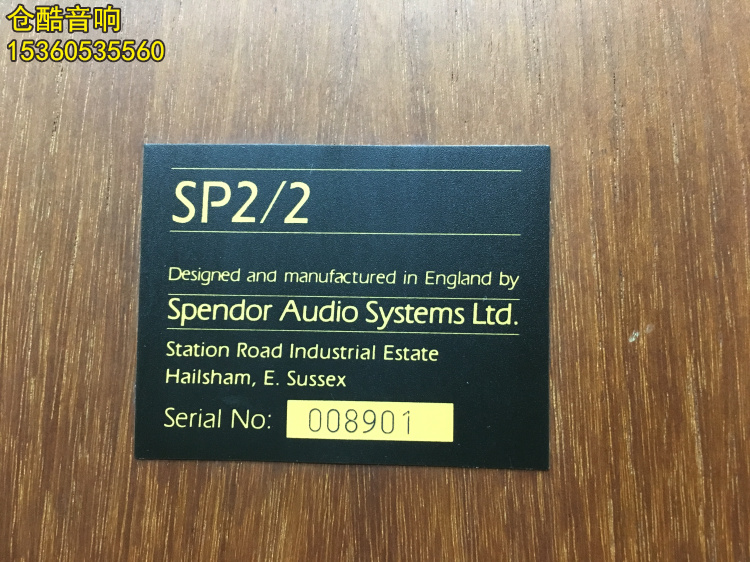 仓酷音响
15360535560
SP2/2
Designed and manufactured in England by
Spendor Audio Systems Ltd.
Station Road Industrial Estate
Hailsham, E. Sussex
Serial No: 008901